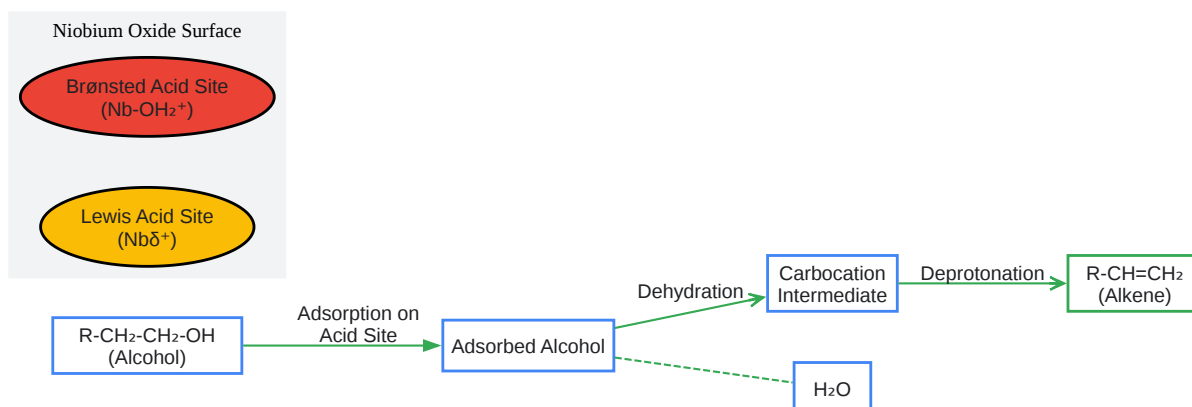 Niobium Oxide Surface
Brønsted Acid Site
(Nb-OH₂⁺)
Lewis Acid Site
(Nbδ⁺)
R-CH₂-CH₂-OH
(Alcohol)
Adsorption on
Acid Site
Adsorbed Alcohol
Dehydration
Carbocation
Intermediate
Deprotonation
R-CH=CH₂
(Alkene)
H₂O